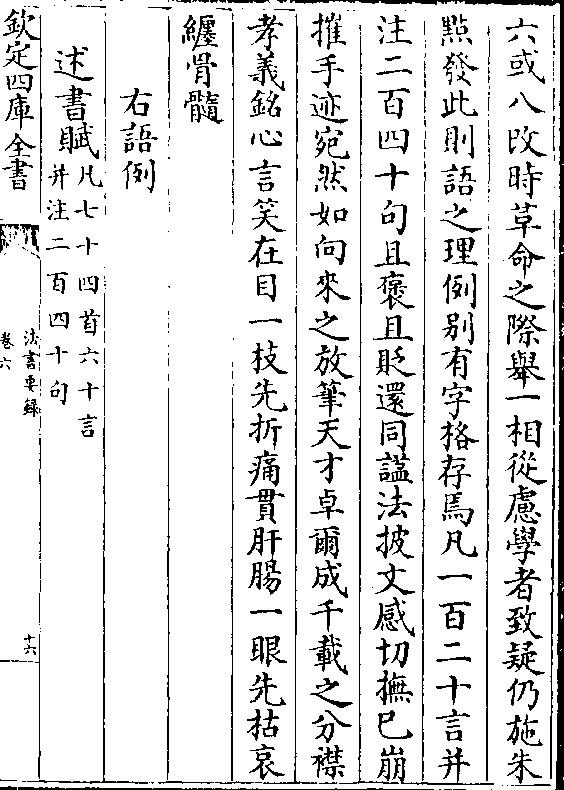 六或八改時革命之際舉一相從慮學者致疑仍施朱
㸃發此則語之理例别有字格存焉凡一百二十言并
注二百四十句且褒且貶還同謚法披文感切撫己崩
摧手迹宛然如向來之放筆天才卓爾成千載之分襟
孝義銘心言笑在目一枝先折痛貫肝腸一眼先枯哀
纏骨髓
右語例
述書賦凡七十四首六十言
并注二百四十句
欽定四庫全書
法書要録
卷六
十六